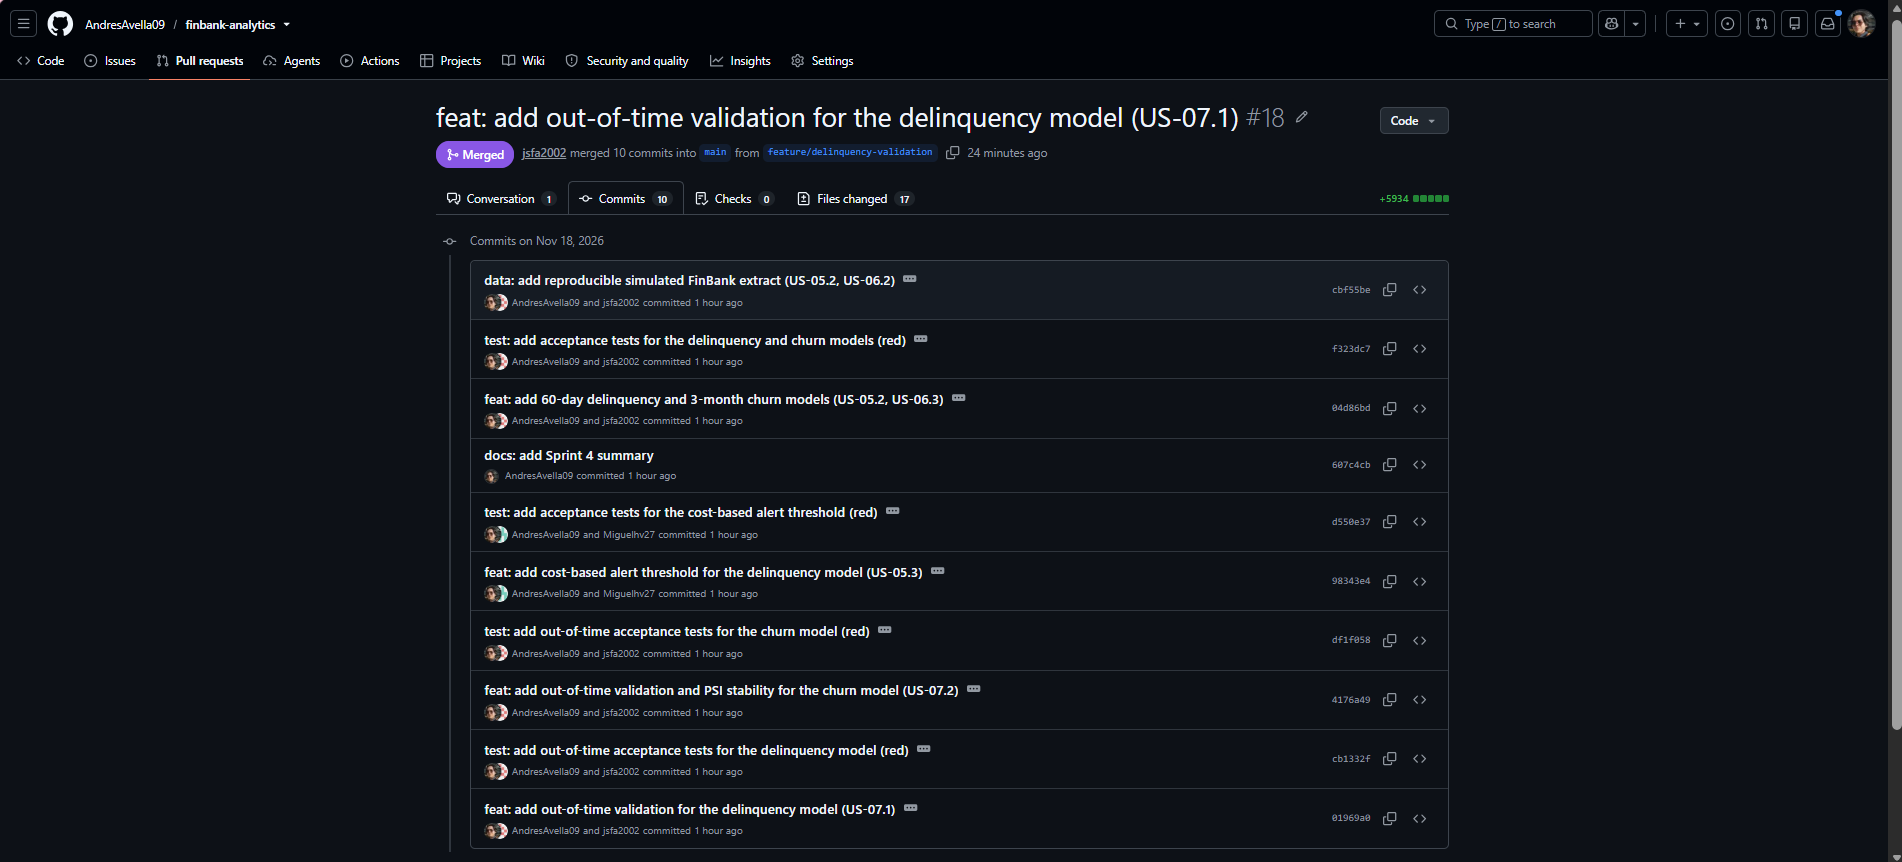 AndresAvella09 / finbank-analytics
Type / to search
Code
Issues
Pull requests
Agents
Actions
Projects
Wiki
Security and quality
Insights
Settings
feat: add out-of-time validation for the delinquency model (US-07.1) #18
Code
Merged
jsfa2002 merged 10 commits into main from feature/delinquency-validation 24 minutes ago
Conversation 1
Commits 10
Checks 0
Files changed 17
+5934
Commits on Nov 18, 2026
data: add reproducible simulated FinBank extract (US-05.2, US-06.2)
AndresAvella09 and jsfa2002 committed 1 hour ago
cbf55be
test: add acceptance tests for the delinquency and churn models (red)
AndresAvella09 and jsfa2002 committed 1 hour ago
f323dc7
feat: add 60-day delinquency and 3-month churn models (US-05.2, US-06.3)
AndresAvella09 and jsfa2002 committed 1 hour ago
04d86bd
docs: add Sprint 4 summary
AndresAvella09 committed 1 hour ago
607c4cb
test: add acceptance tests for the cost-based alert threshold (red)
AndresAvella09 and Miguelhv27 committed 1 hour ago
d550e37
feat: add cost-based alert threshold for the delinquency model (US-05.3)
AndresAvella09 and Miguelhv27 committed 1 hour ago
98343e4
test: add out-of-time acceptance tests for the churn model (red)
AndresAvella09 and jsfa2002 committed 1 hour ago
df1f058
feat: add out-of-time validation and PSI stability for the churn model (US-07.2)
AndresAvella09 and jsfa2002 committed 1 hour ago
4176a49
test: add out-of-time acceptance tests for the delinquency model (red)
AndresAvella09 and jsfa2002 committed 1 hour ago
cb1332f
feat: add out-of-time validation for the delinquency model (US-07.1)
AndresAvella09 and jsfa2002 committed 1 hour ago
01969a0